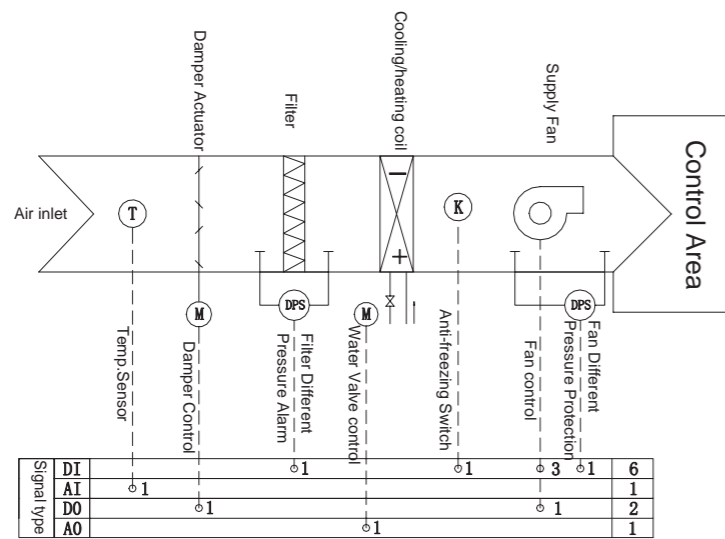 Damper Actuator
Filter
Cooling/heating coil
Supply Fan
Control Area
Air inlet
T
K
M
DPS
M
DPS
Temp.Sensor
Damper Control
Filter Different
Pressure Alarm
Water Valve control
Anti-freezing Switch
Fan control
Fan Different
Pressure Protection
Signal type
DI 1 1 3 1 6
AI 1 1
DO 1 1 2
AO 1 1